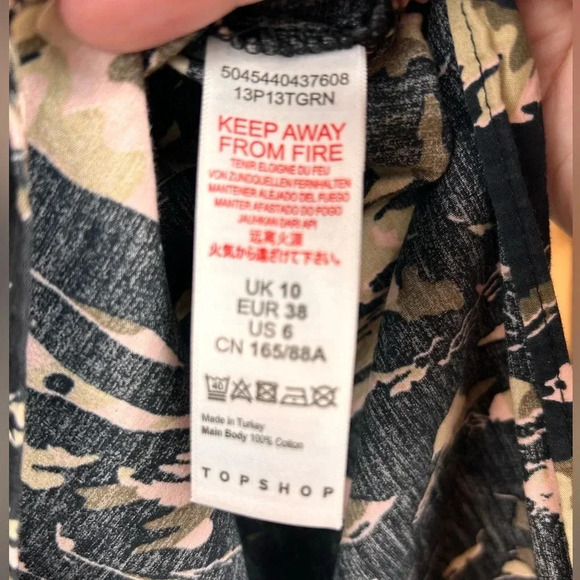 5045440437608
13P13TGRN
KEEP AWAY
FROM FIRE
TENIR ELOIGNE DU FEU
VON ZUNDQUELLEN FERNHALTEN
MANTENER ALEJADO DEL FUEGO
MANTER AFASTADO DO FOGO
JAUHKAN DARI API
远离火源
火気から遠ざけて下さい。
UK 10
EUR 38
US 6
CN 165/88A
40
Made in Turkey
Main Body 100% Cotton
TOPSHOP